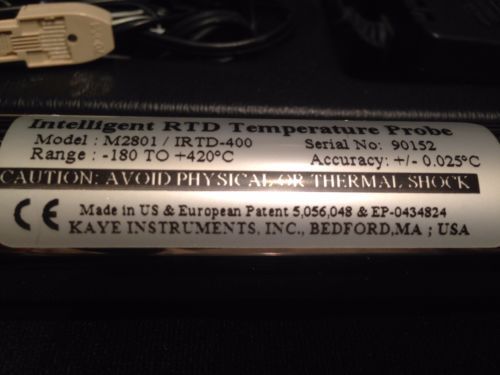 Intelligent RTD Temperature Probe
Model : M2801 / IRTD-400 Serial No: 90152
Range : -180 TO +420°C Accuracy: +/- 0.025°C
CAUTION: AVOID PHYSICAL OR THERMAL SHOCK
CE Made in US & European Patent 5,056,048 & EP-0434824
KAYE INSTRUMENTS, INC., BEDFORD,MA ; USA